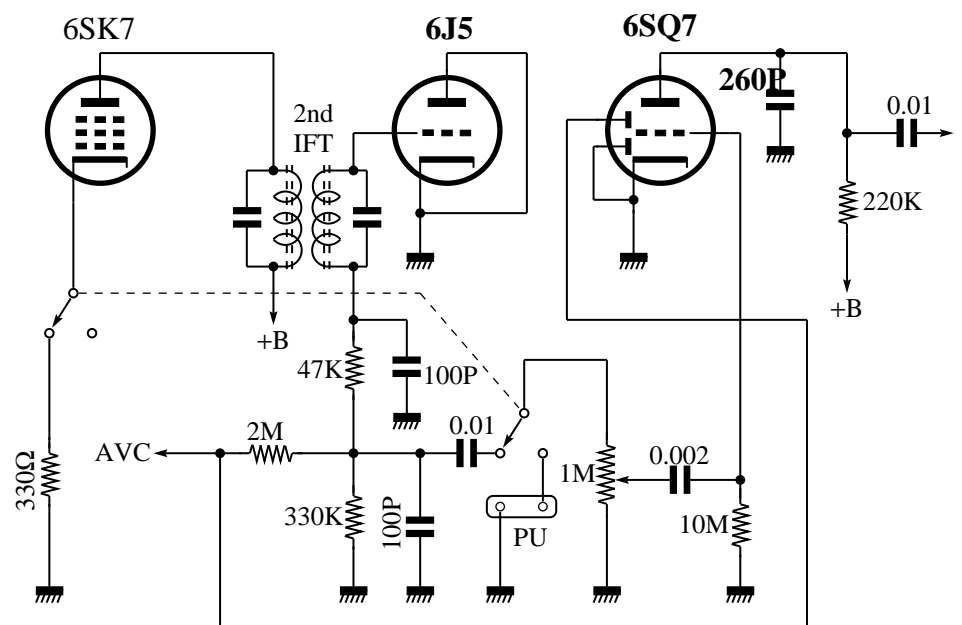 6SK7
6J5
6SQ7
260P
2nd
IFT
0.01
220K
+B
+B
47K
100P
0.01
2M
AVC
1M
0.002
330Ω
330K
100P
PU
10M